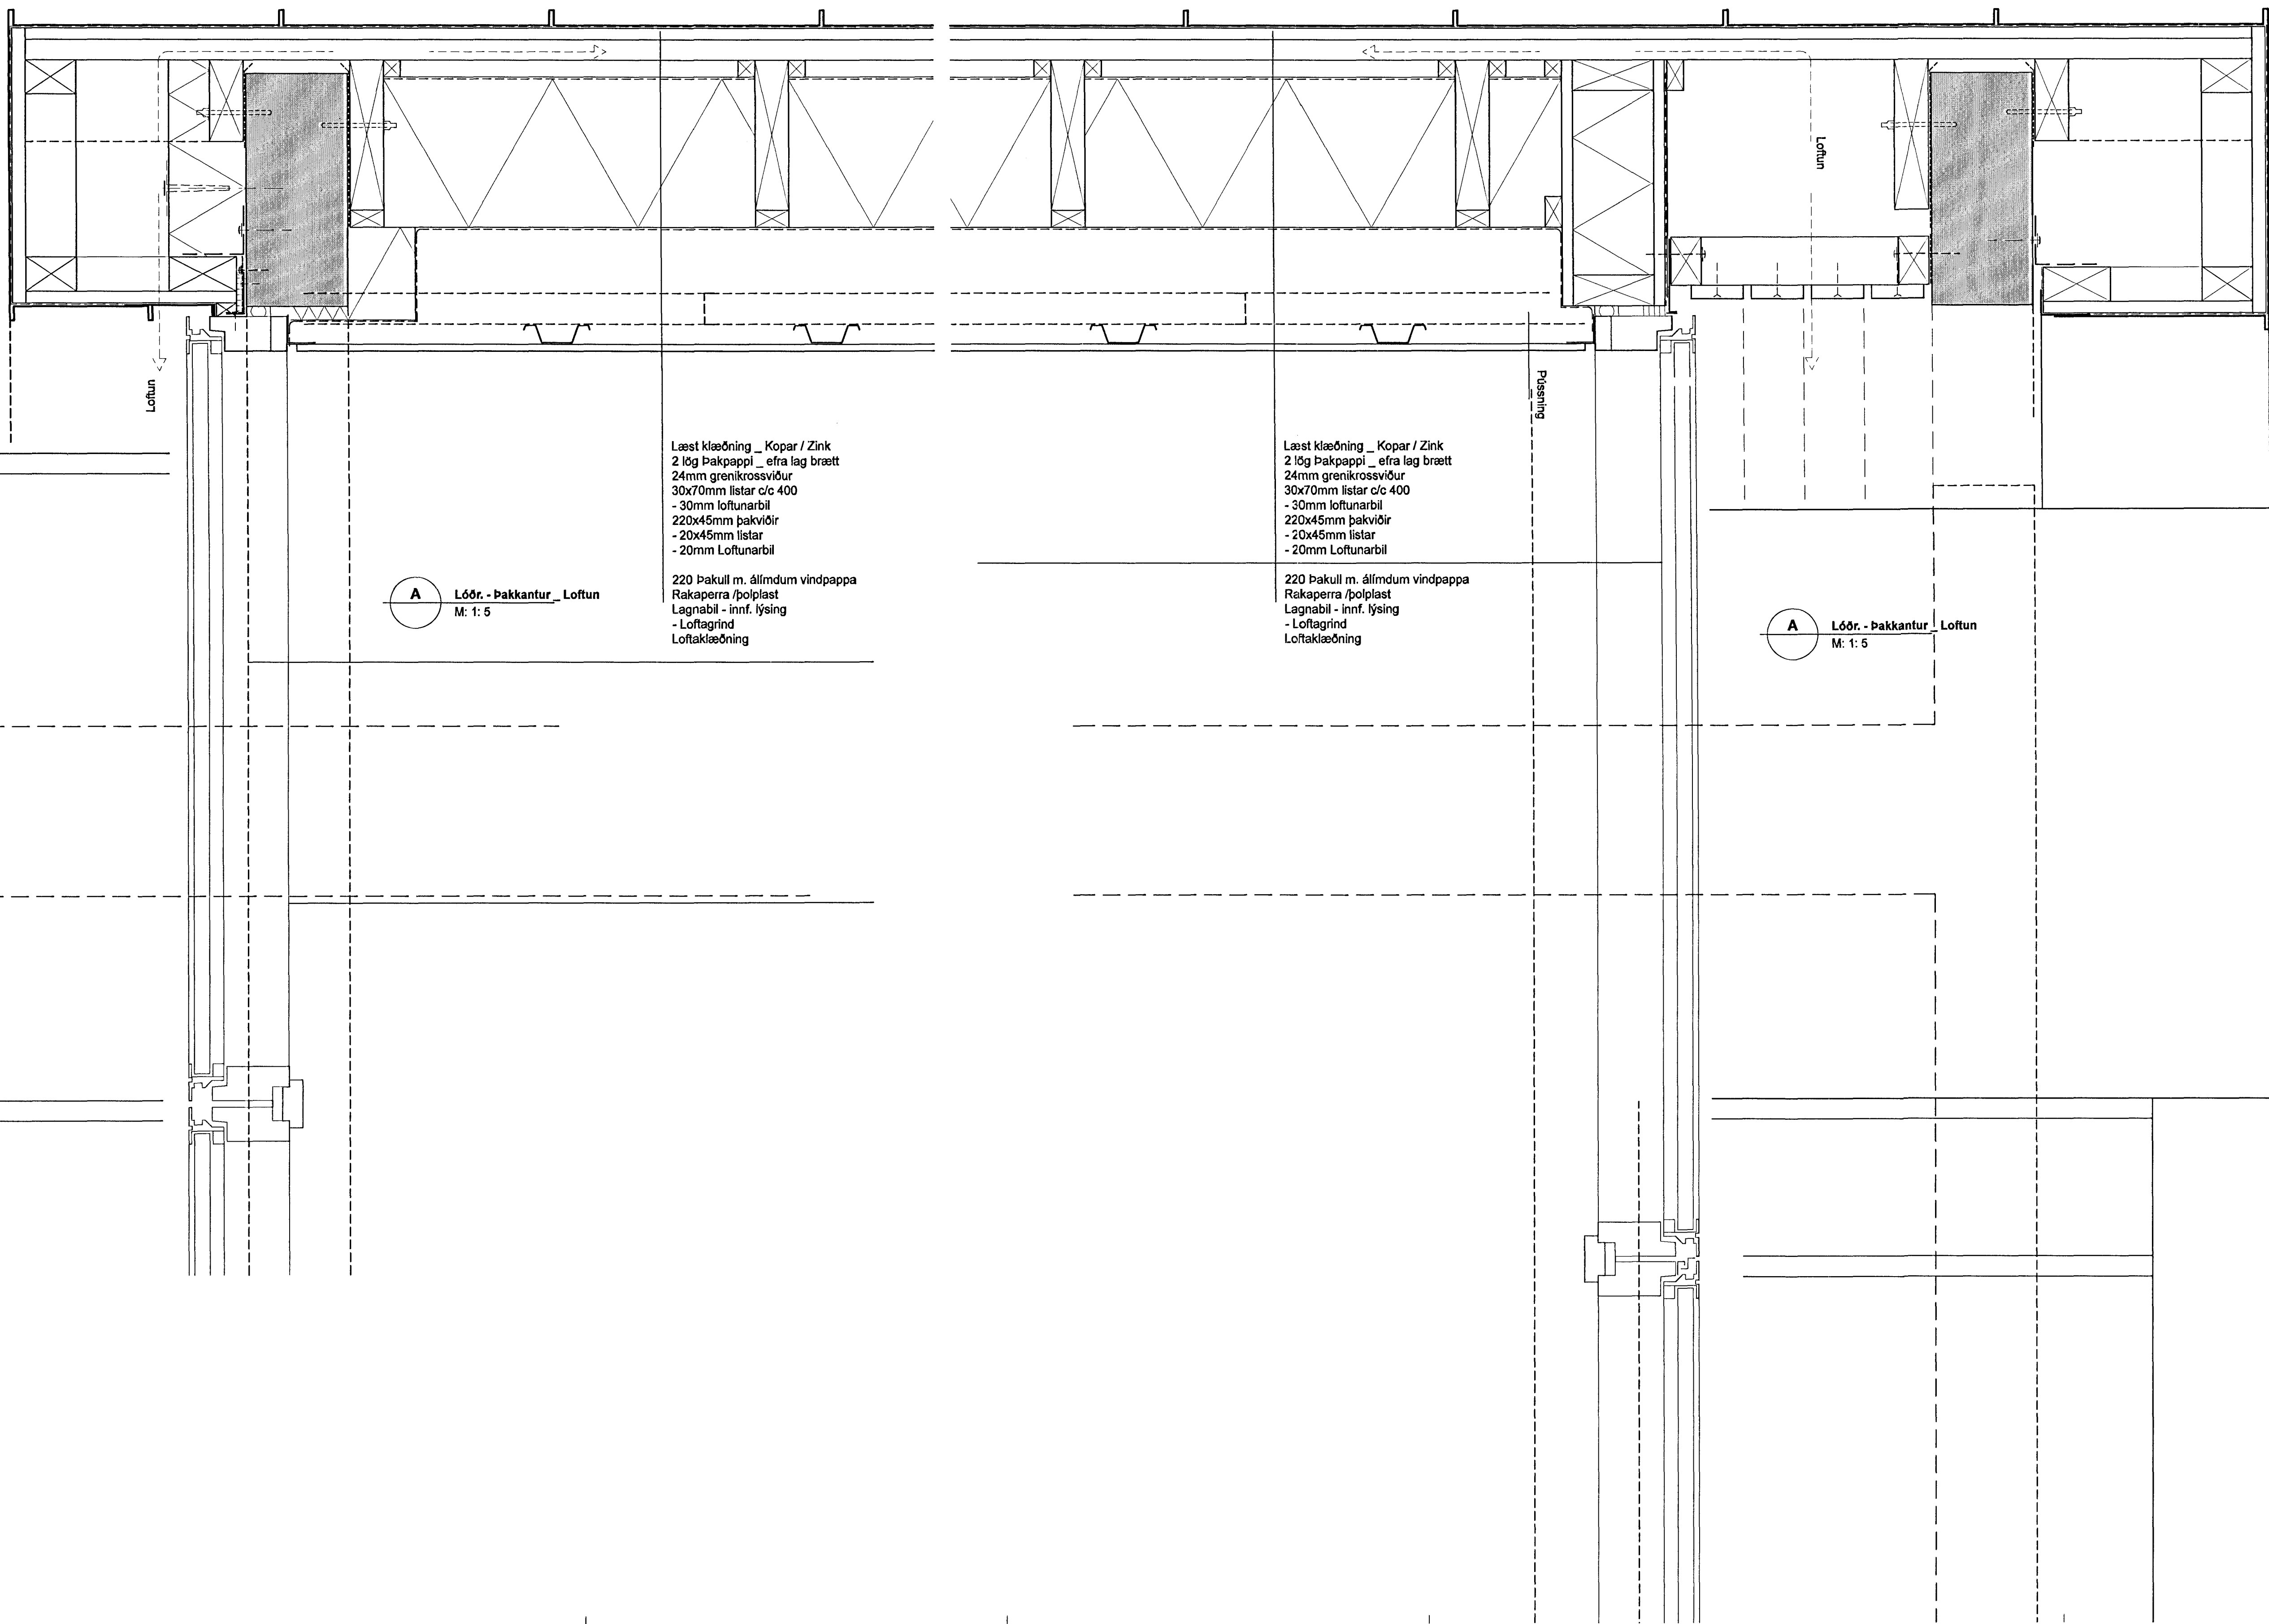 Loftun
Loftun
Pússning
Læst klæðning _ Kopar / Zink
2 lög Þakpappi _ efra lag brætt
24mm grenikrossviður
30x70mm listar c/c 400
- 30mm loftunarbil
220x45mm þakviðir
- 20x45mm listar
- 20mm Loftunarbil
220 Þakull m. álímdum vindpappa
Rakaperra /þolplast
Lagnabil - innf. lýsing
- Loftagrind
Loftaklæðning
A
Lóðr. - Þakkantur _ Loftun
M: 1: 5
Læst klæðning _ Kopar / Zink
2 lög Þakpappi _ efra lag brætt
24mm grenikrossviður
30x70mm listar c/c 400
- 30mm loftunarbil
220x45mm þakviðir
- 20x45mm listar
- 20mm Loftunarbil
220 Þakull m. álímdum vindpappa
Rakaperra /þolplast
Lagnabil - innf. lýsing
- Loftagrind
Loftaklæðning
A
Lóðr. - Þakkantur _ Loftun
M: 1: 5